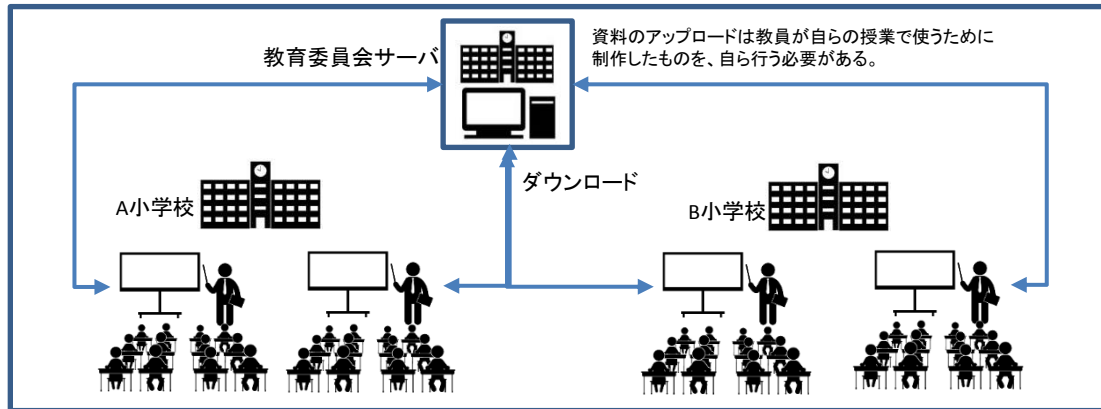 教育委員会サーバ
資料のアップロードは教員が自らの授業で使うために
制作したものを、自ら行う必要がある。
ダウンロード
A小学校
B小学校